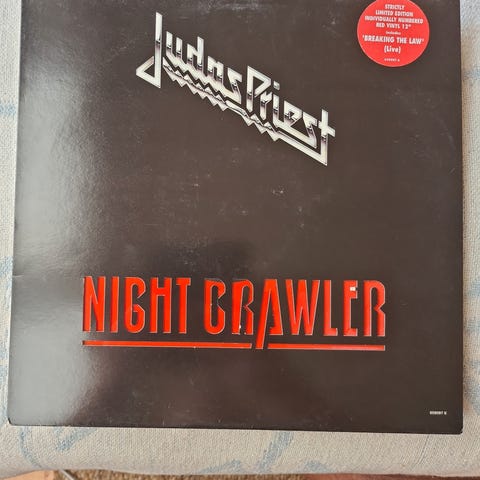 Judas Priest
STRICTLY
LIMITED EDITION
INDIVIDUALLY NUMBERED
RED VINYL 12"
includes
'BREAKING THE LAW'
(Live)
NIGHT CRAWLER